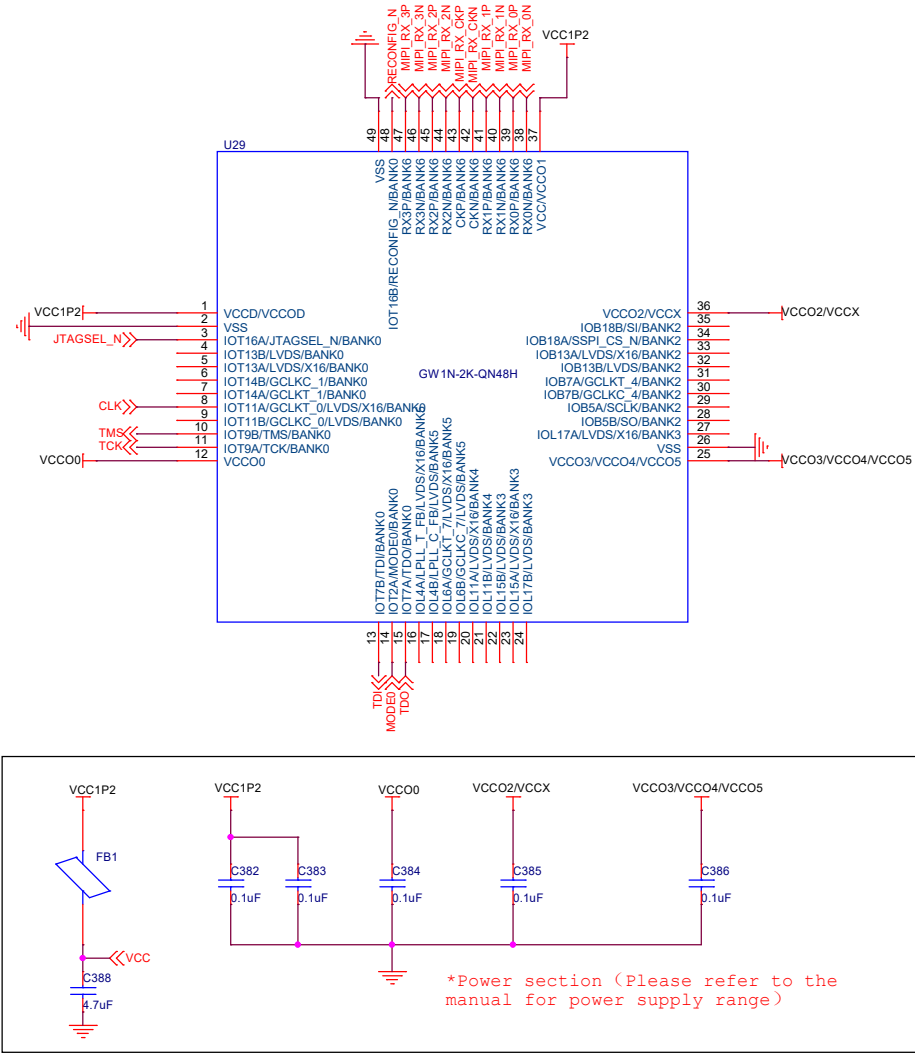 RECONFIG_N
MIPI_RX_3P
MIPI_RX_3N
MIPI_RX_2P
MIPI_RX_2N
MIPI_RX_CKP
MIPI_RX_CKN
MIPI_RX_1P
MIPI_RX_1N
MIPI_RX_0P
MIPI_RX_0N
VCC1P2
49
48
47
46
45
44
43
42
41
40
39
38
37
U29
VSS
IOT16B/RECONFIG_N/BANK0
RX3P/BANK6
RX3N/BANK6
RX2P/BANK6
RX2N/BANK6
CKP/BANK6
CKN/BANK6
RX1P/BANK6
RX1N/BANK6
RX0P/BANK6
RX0N/BANK6
VCC/VCCO1
VCC1P2
JTAGSEL_N
CLK
TMS
TCK
VCCO0
1
2
3
4
5
6
7
8
9
10
11
12
VCCD/VCCOD
VSS
IOT16A/JTAGSEL_N/BANK0
IOT13B/LVDS/BANK0
IOT13A/LVDS/X16/BANK0
IOT14B/GCLKC_1/BANK0
IOT14A/GCLKT_1/BANK0
IOT11A/GCLKT_0/LVDS/X16/BANK0
IOT11B/GCLKC_0/LVDS/BANK0
IOT9B/TMS/BANK0
IOT9A/TCK/BANK0
VCCO0
GW1N-2K-QN48H
VCCO2/VCCX
IOB18B/SI/BANK2
IOB18A/SSPI_CS_N/BANK2
IOB13A/LVDS/X16/BANK2
IOB13B/LVDS/BANK2
IOB7A/GCLKT_4/BANK2
IOB7B/GCLKC_4/BANK2
IOB5A/SCLK/BANK2
IOB5B/SO/BANK2
IOL17A/LVDS/X16/BANK3
VSS
VCCO3/VCCO4/VCCO5
36
35
34
33
32
31
30
29
28
27
26
25
VCCO2/VCCX
VCCO3/VCCO4/VCCO5
IOT7B/TDI/BANK0
IOT2A/MODE0/BANK0
IOT7A/TDO/BANK0
IOL4A/LPLL_T_FB/LVDS/X16/BANK5
IOL4B/LPLL_C_FB/LVDS/BANK5
IOL6A/GCLKT_7/LVDS/X16/BANK5
IOL6B/GCLKC_7/LVDS/BANK5
IOL11A/LVDS/X16/BANK4
IOL11B/LVDS/BANK4
IOL15B/LVDS/BANK3
IOL15A/LVDS/X16/BANK3
IOL17B/LVDS/BANK3
13
14
15
16
17
18
19
20
21
22
23
24
TDI
MODE0
TDO
VCC1P2
VCC1P2
VCCO0
VCCO2/VCCX
VCCO3/VCCO4/VCCO5
FB1
C382
0.1uF
C383
0.1uF
C384
0.1uF
C385
0.1uF
C386
0.1uF
VCC
C388
4.7uF
*Power section (Please refer to the
manual for power supply range)